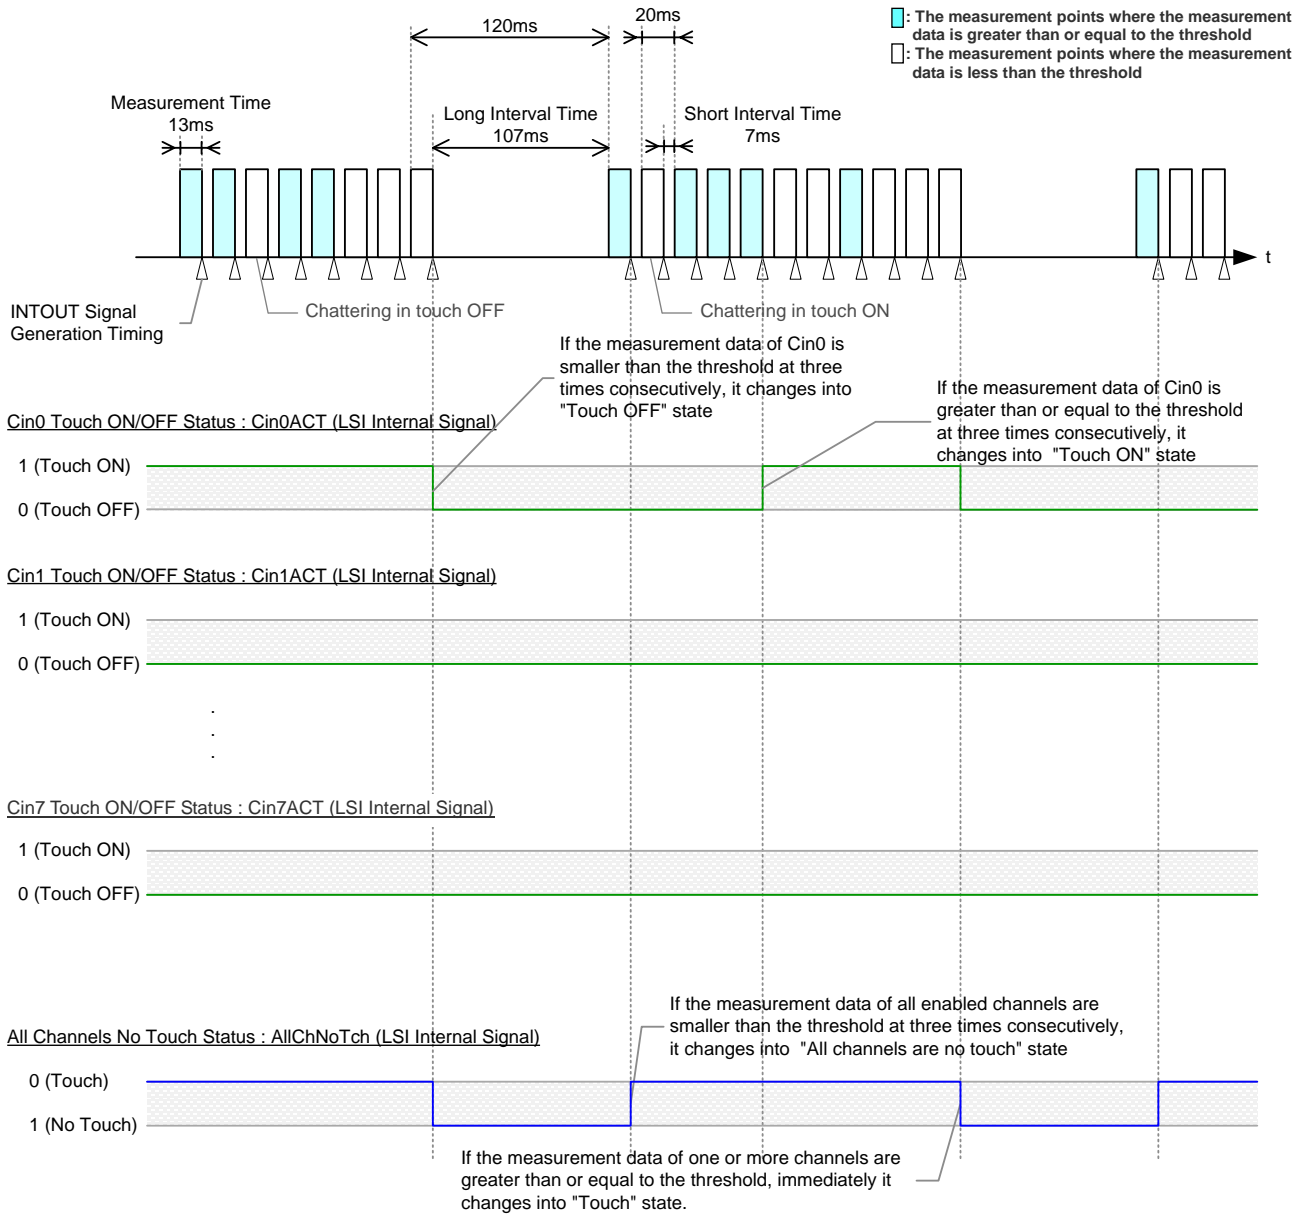 120ms
20ms
: The measurement points where the measurement
data is greater than or equal to the threshold
: The measurement points where the measurement
data is less than the threshold
Measurement Time
13ms
Long Interval Time
107ms
Short Interval Time
7ms
t
INTOUT Signal
Generation Timing
Chattering in touch OFF
Chattering in touch ON
If the measurement data of Cin0 is
smaller than the threshold at three
times consecutively, it changes into
"Touch OFF" state
If the measurement data of Cin0 is
greater than or equal to the threshold
at three times consecutively, it
changes into "Touch ON" state
Cin0 Touch ON/OFF Status : Cin0ACT (LSI Internal Signal)
1 (Touch ON)
0 (Touch OFF)
Cin1 Touch ON/OFF Status : Cin1ACT (LSI Internal Signal)
1 (Touch ON)
0 (Touch OFF)
.
.
.
Cin7 Touch ON/OFF Status : Cin7ACT (LSI Internal Signal)
1 (Touch ON)
0 (Touch OFF)
If the measurement data of all enabled channels are
smaller than the threshold at three times consecutively,
it changes into "All channels are no touch" state
All Channels No Touch Status : AllChNoTch (LSI Internal Signal)
0 (Touch)
1 (No Touch)
If the measurement data of one or more channels are
greater than or equal to the threshold, immediately it
changes into "Touch" state.